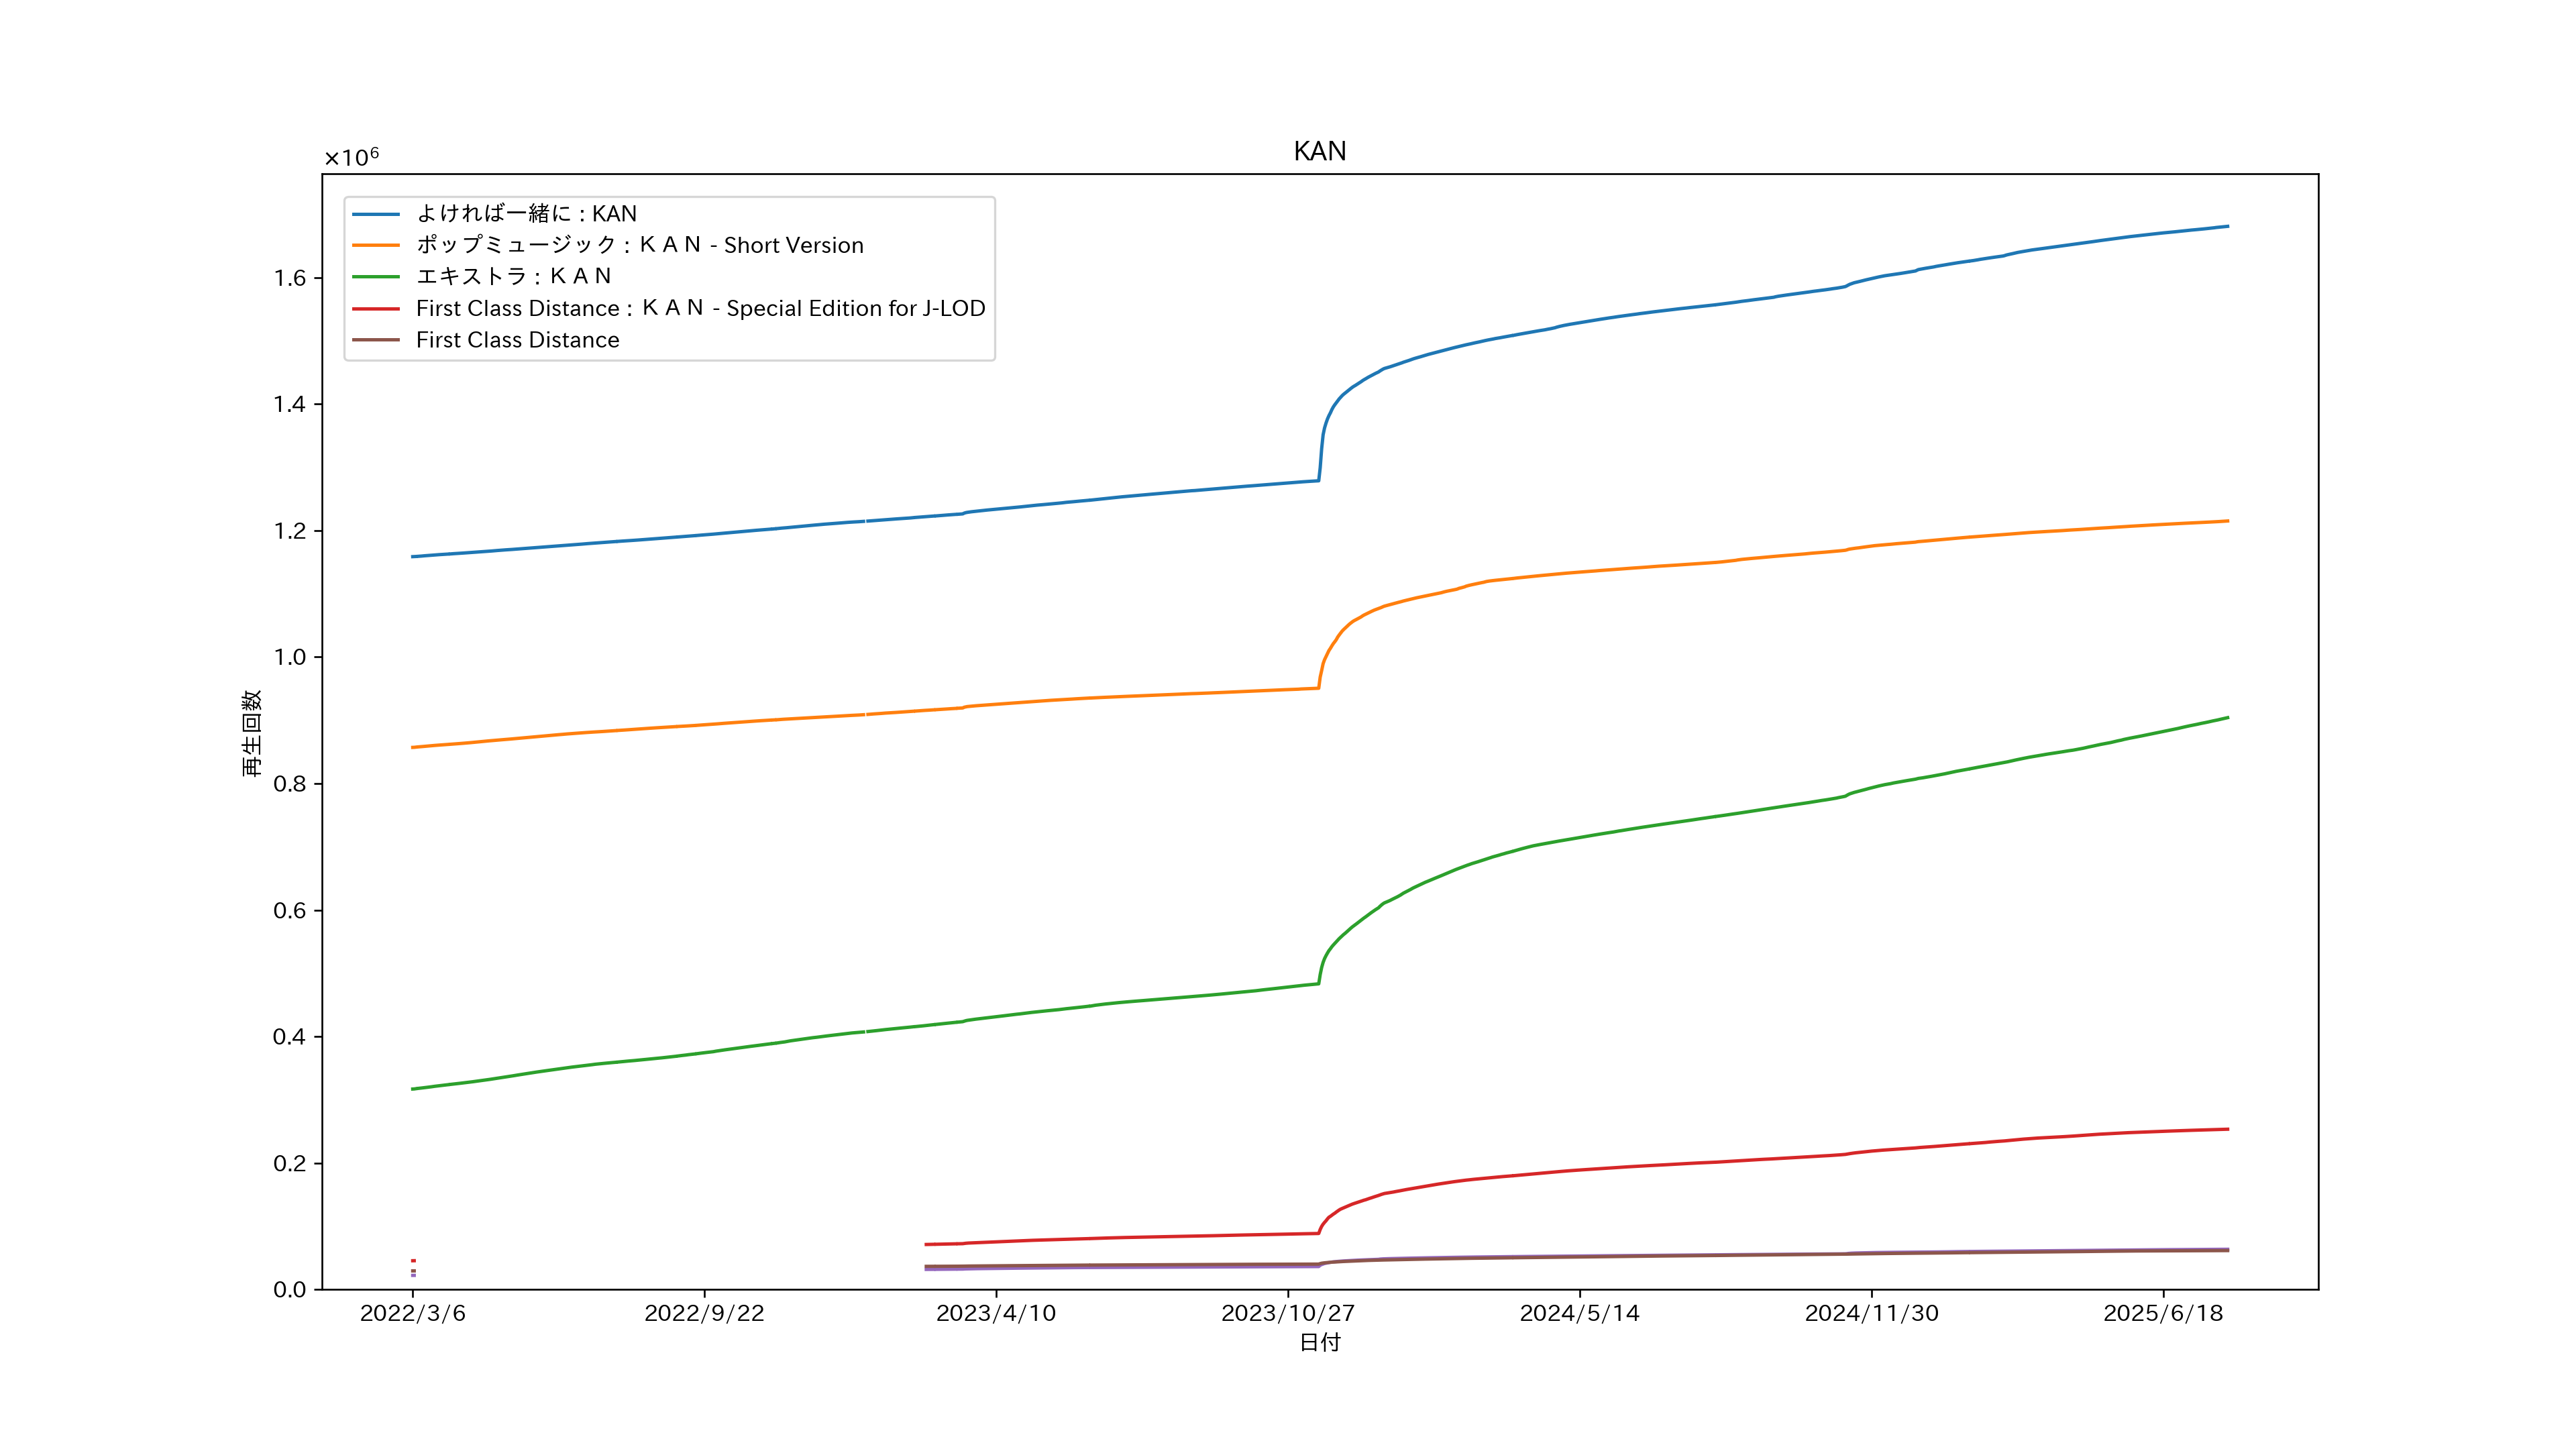 KAN
×10⁶
よければ一緒に : KAN
ポップミュージック : ＫＡＮ - Short Version
エキストラ : ＫＡＮ
First Class Distance : ＫＡＮ - Special Edition for J-LOD
First Class Distance
1.6
1.4
1.2
1.0
0.8
0.6
0.4
0.2
0.0
再生回数
2022/3/6
2022/9/22
2023/4/10
2023/10/27
2024/5/14
2024/11/30
2025/6/18
日付